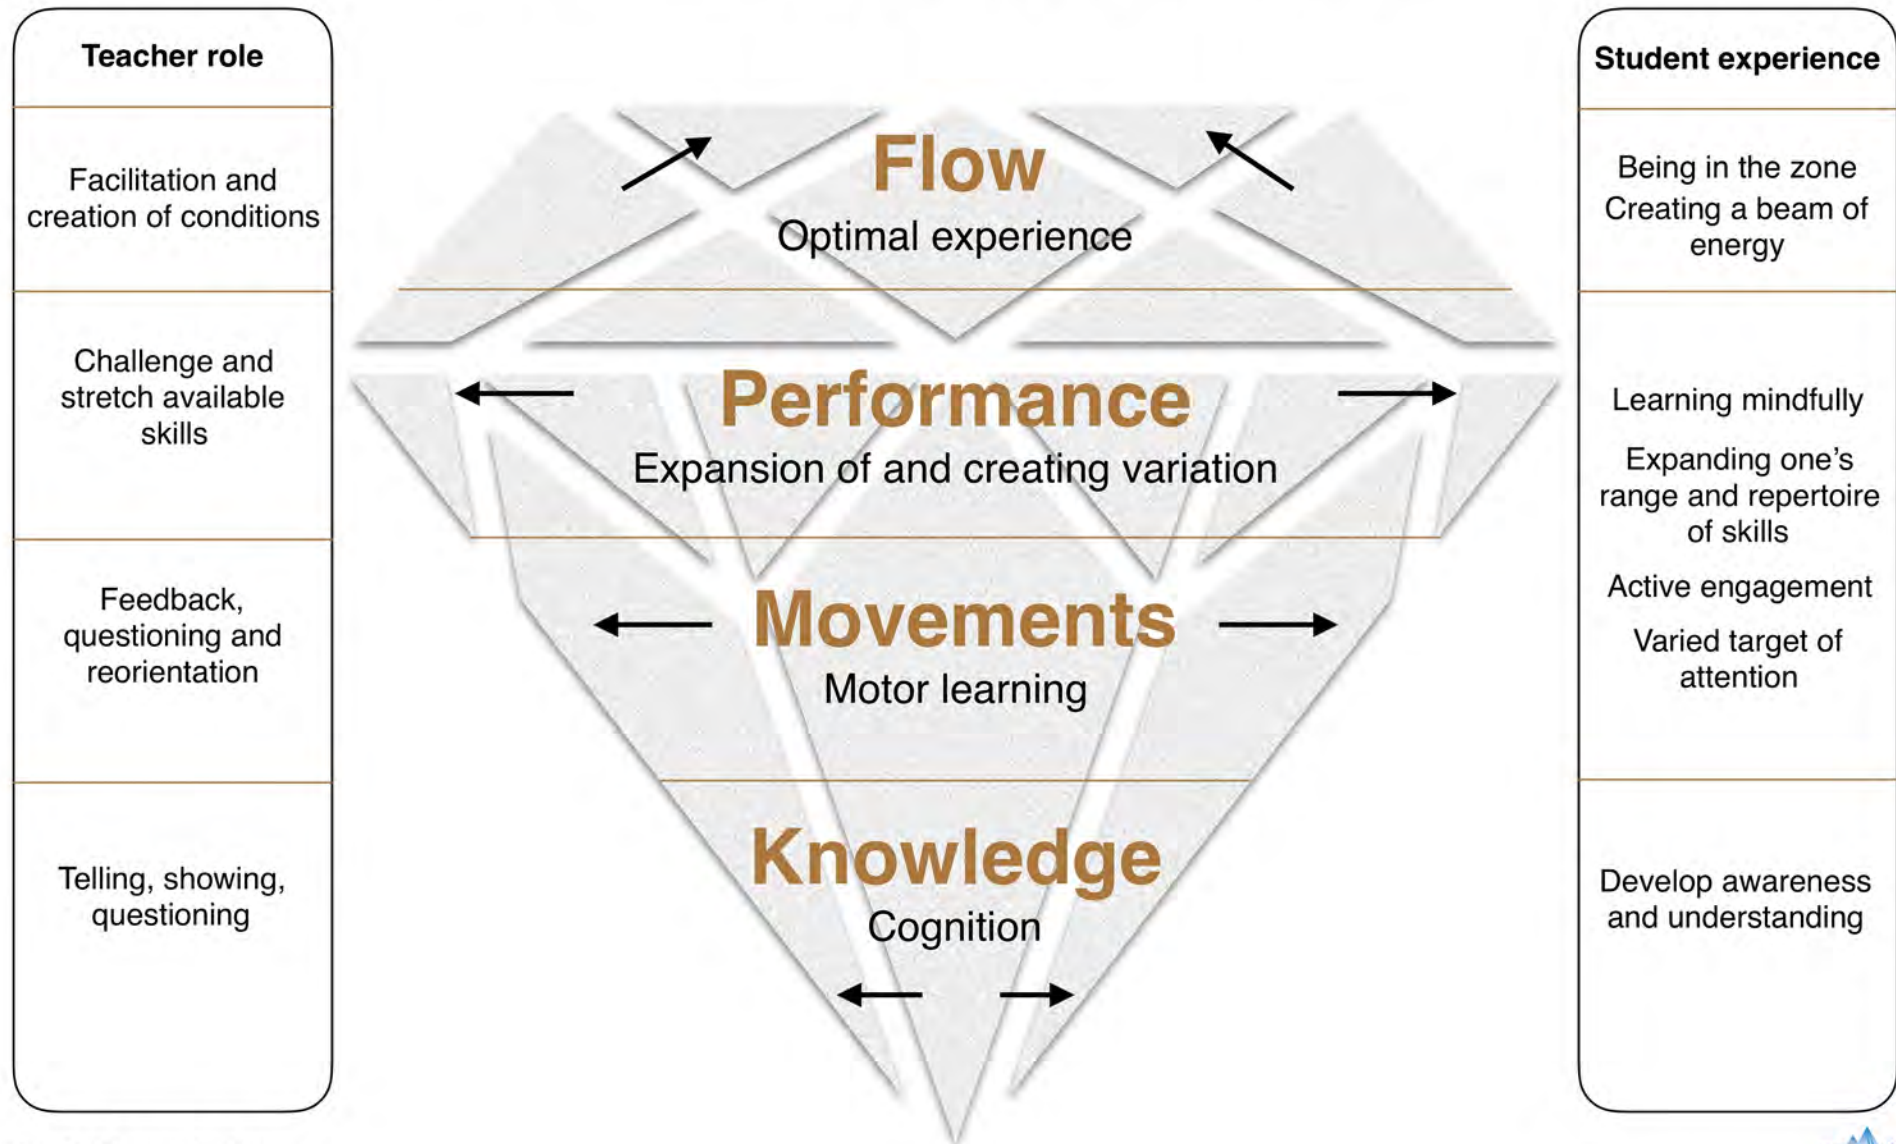 Teacher role
Facilitation and
creation of conditions
Challenge and
stretch available
skills
Feedback,
questioning and
reorientation
Telling, showing,
questioning
Flow
Optimal experience
Performance
Expansion of and creating variation
Movements
Motor learning
Knowledge
Cognition
Student experience
Being in the zone
Creating a beam of
energy
Learning mindfully
Expanding one’s
range and repertoire
of skills
Active engagement
Varied target of
attention
Develop awareness
and understanding